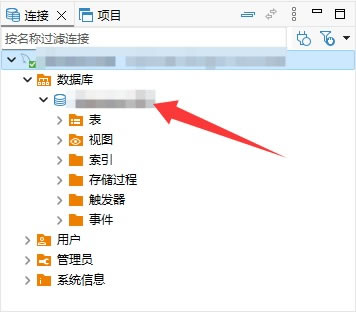 连接 项目
按名称过滤连接
数据库
表
视图
索引
存储过程
触发器
事件
用户
管理员
系统信息